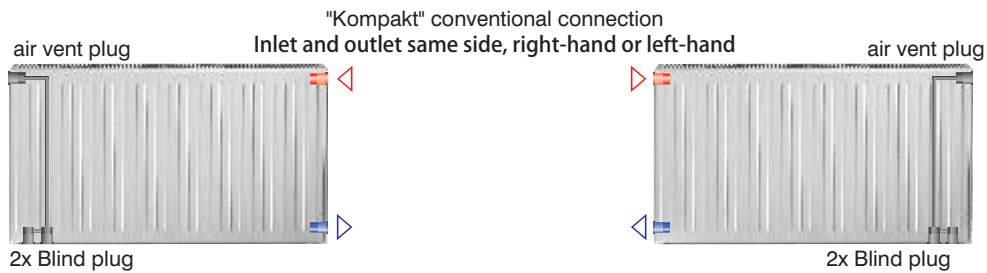 "Kompakt" conventional connection
Inlet and outlet same side, right-hand or left-hand
air vent plug
air vent plug
2x Blind plug
2x Blind plug